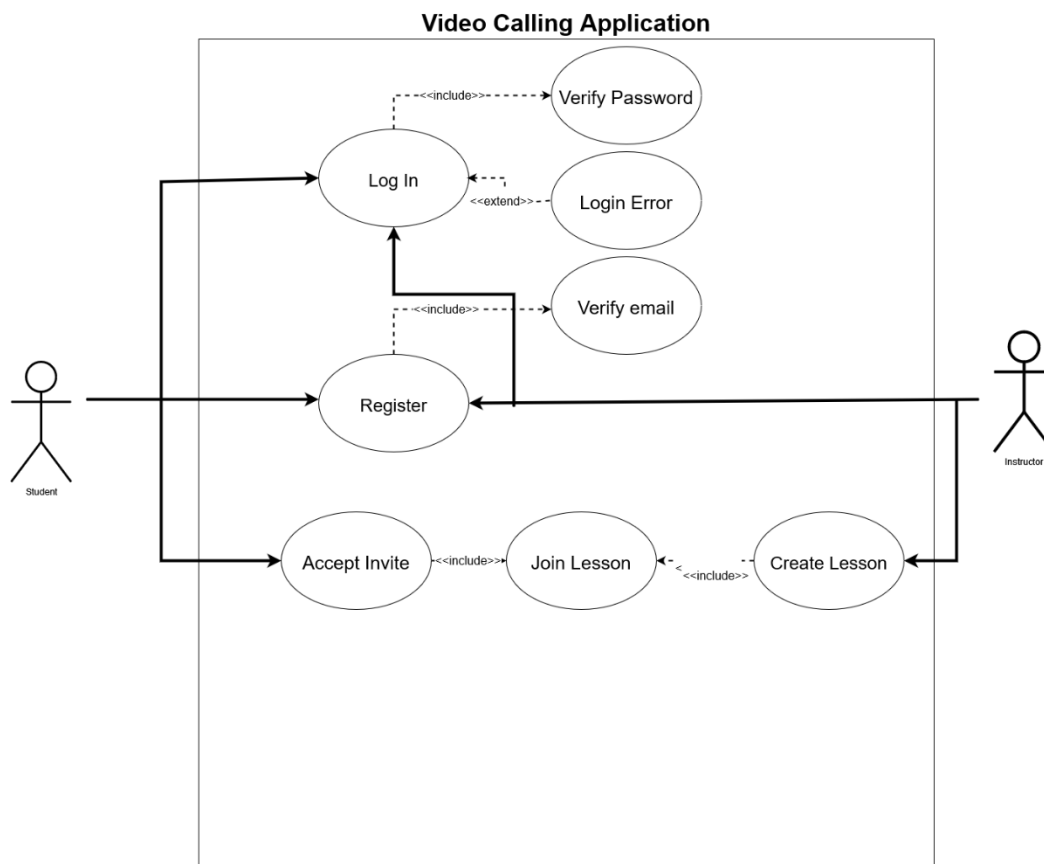 Video Calling Application
<<include>>
Verify Password
Log In
<<extend>>
Login Error
<<include>>
Verify email
Register
Student
Instructor
Accept Invite
<<include>>
Join Lesson
<
<<include>>
Create Lesson